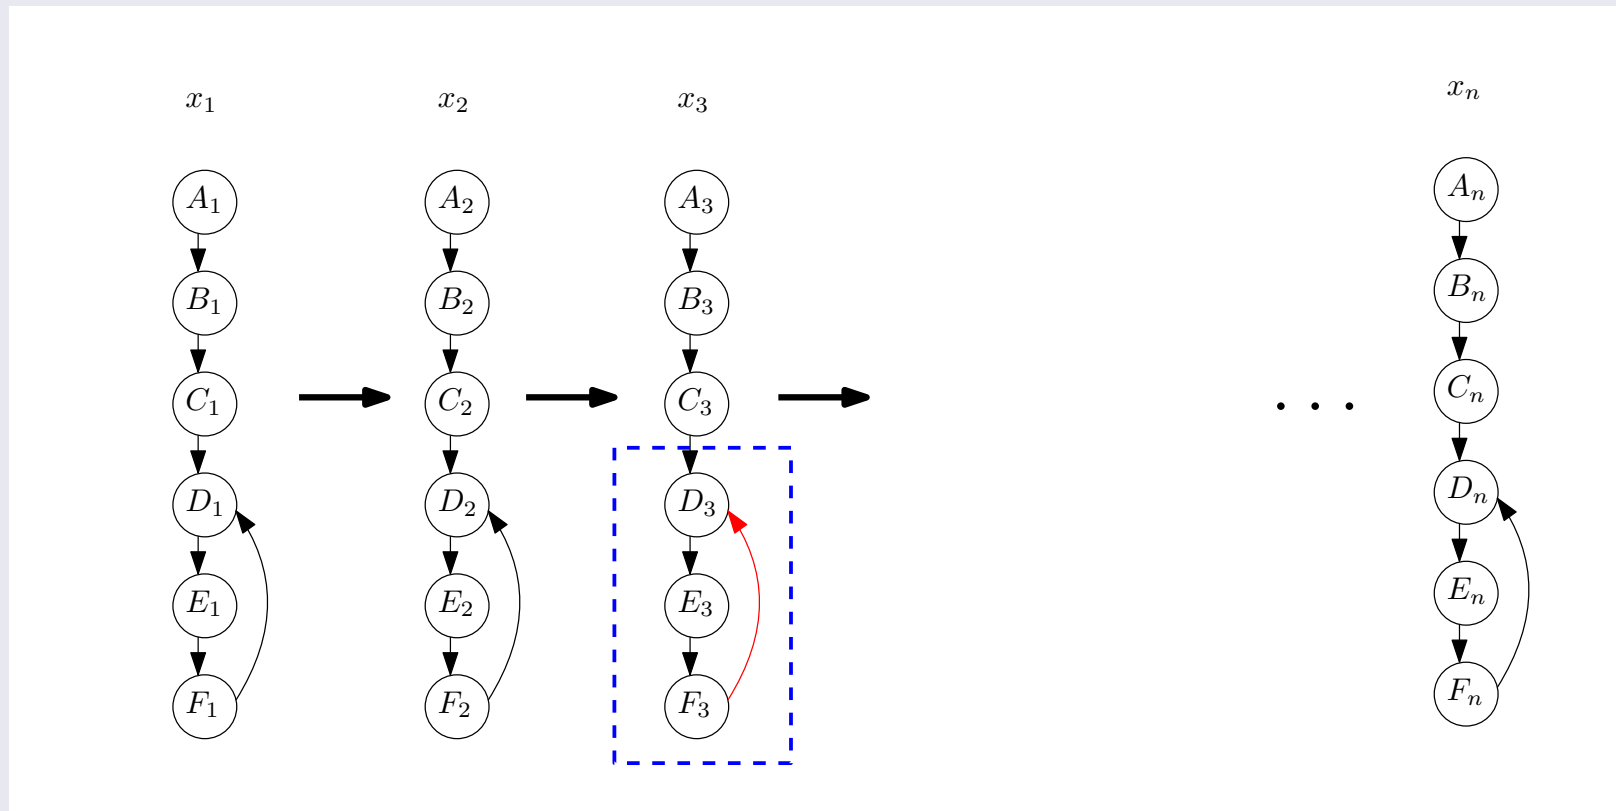 x₁ x₂ x₃ xₙ
A₁ A₂ A₃ Aₙ
B₁ B₂ B₃ Bₙ
C₁ C₂ C₃ . . . Cₙ
D₁ D₂ D₃ Dₙ
E₁ E₂ E₃ Eₙ
F₁ F₂ F₃ Fₙ